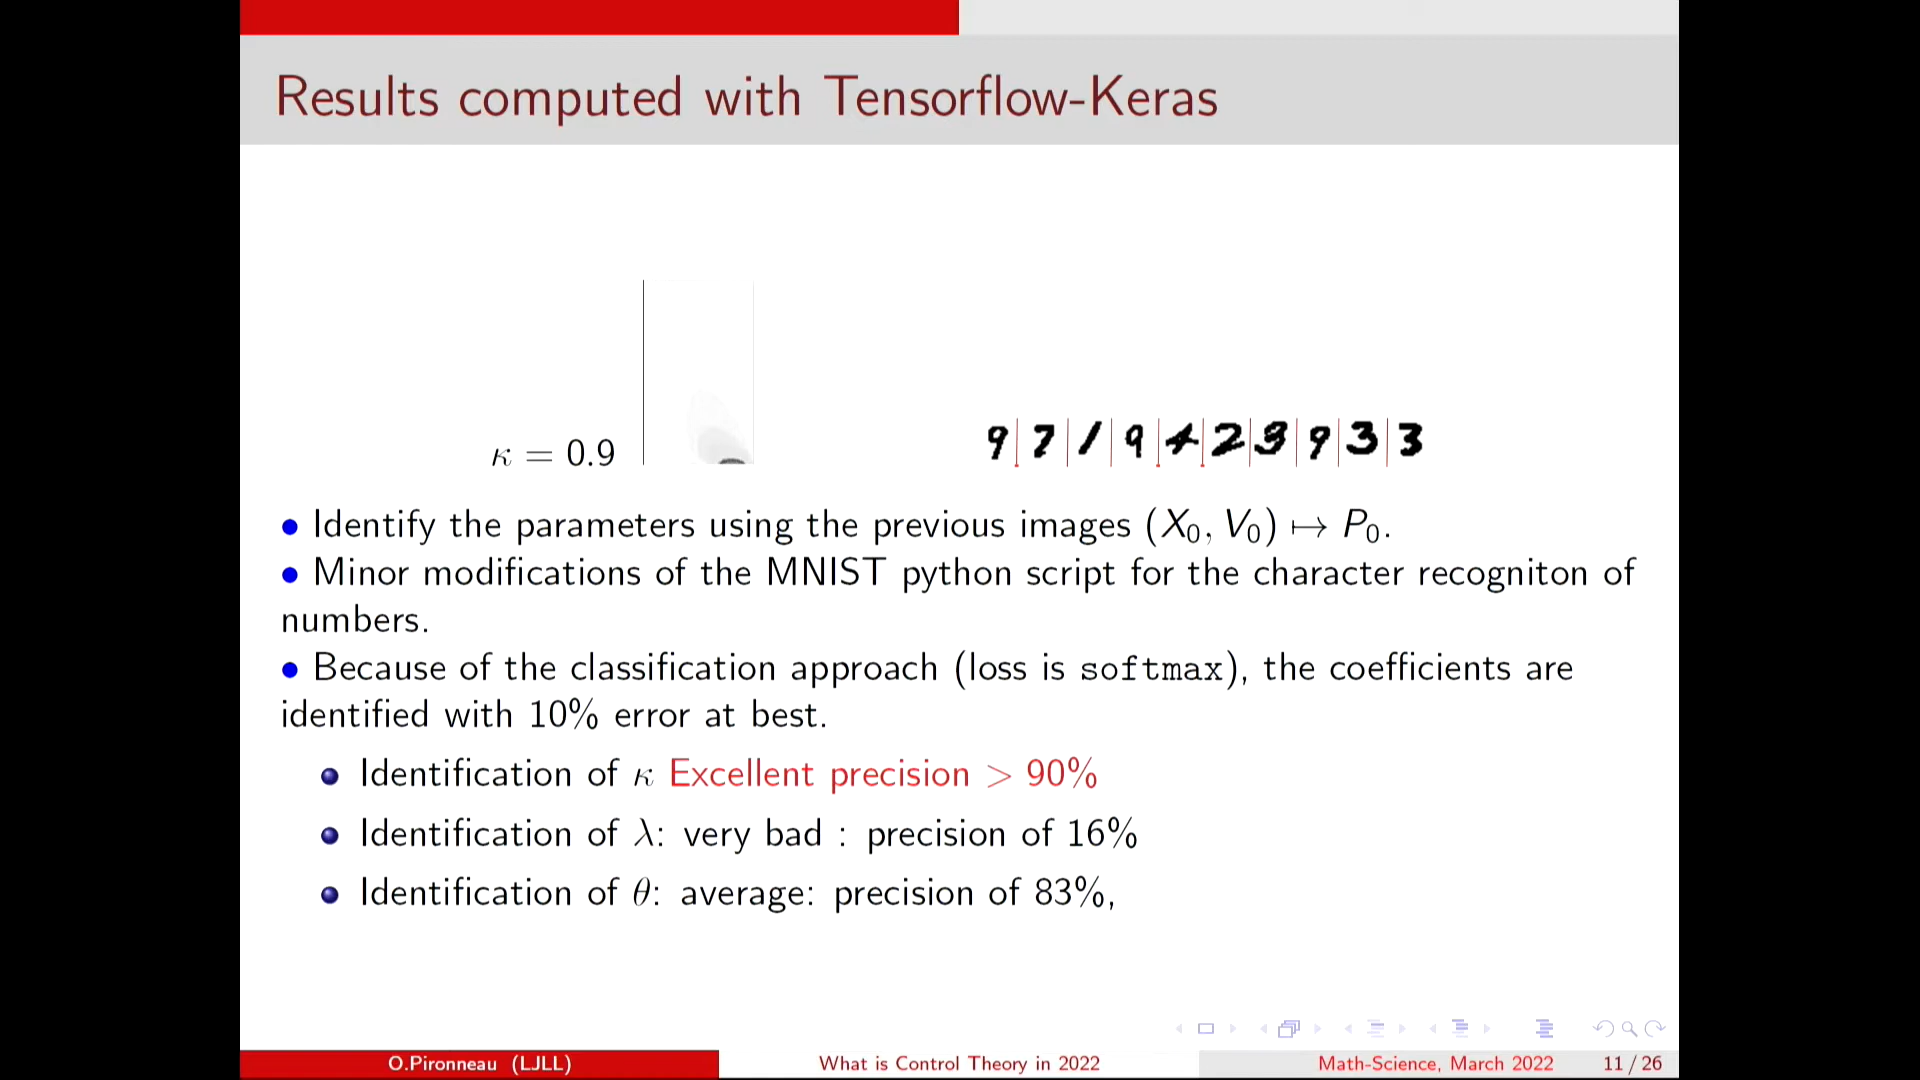 Results computed with Tensorflow-Keras
κ = 0.9
9 7 1 9 4 2 3 9 3 3
• Identify the parameters using the previous images (X₀, V₀) ↦ P₀.
• Minor modifications of the MNIST python script for the character recogniton of
numbers.
• Because of the classification approach (loss is softmax), the coefficients are
identified with 10% error at best.
• Identification of κ Excellent precision > 90%
• Identification of λ: very bad : precision of 16%
• Identification of θ: average: precision of 83%,
O.Pironneau (LJLL) What is Control Theory in 2022 Math-Science, March 2022 11 / 26